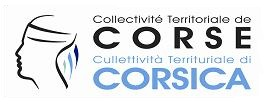 Collectivité Territoriale de
CORSE
Cullettività Territuriale di
CORSICA